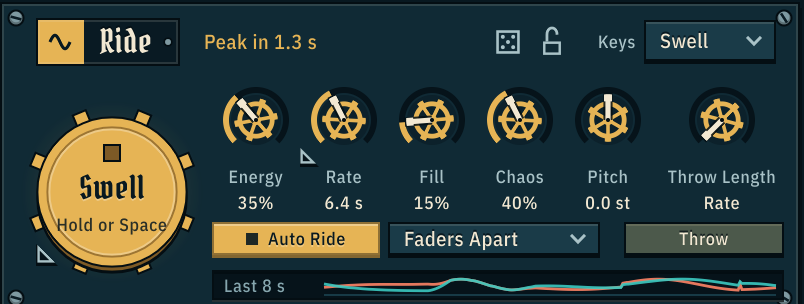 Ride
Peak in 1.3 s
Keys
Swell
Energy
Rate
Fill
Chaos
Pitch
Throw Length
35%
6.4 s
15%
40%
0.0 st
Rate
Swell
Hold or Space
Auto Ride
Faders Apart
Throw
Last 8 s